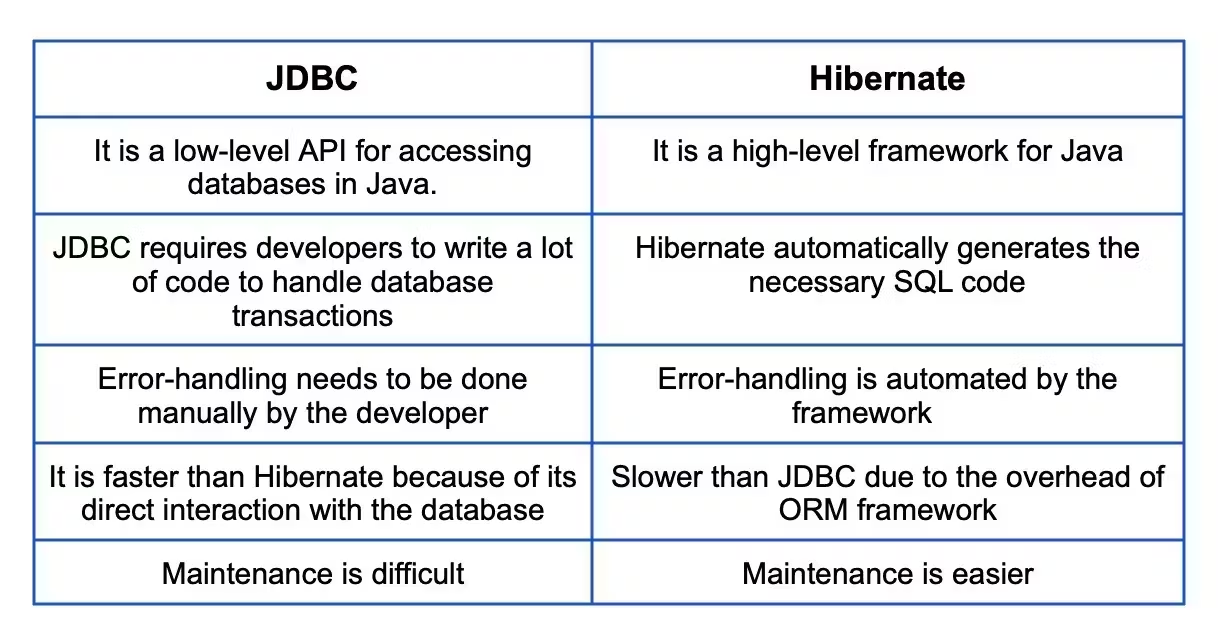 JDBC
Hibernate
It is a low-level API for accessing
databases in Java.
It is a high-level framework for Java
JDBC requires developers to write a lot
of code to handle database
transactions
Hibernate automatically generates the
necessary SQL code
Error-handling needs to be done
manually by the developer
Error-handling is automated by the
framework
It is faster than Hibernate because of its
direct interaction with the database
Slower than JDBC due to the overhead of
ORM framework
Maintenance is difficult
Maintenance is easier